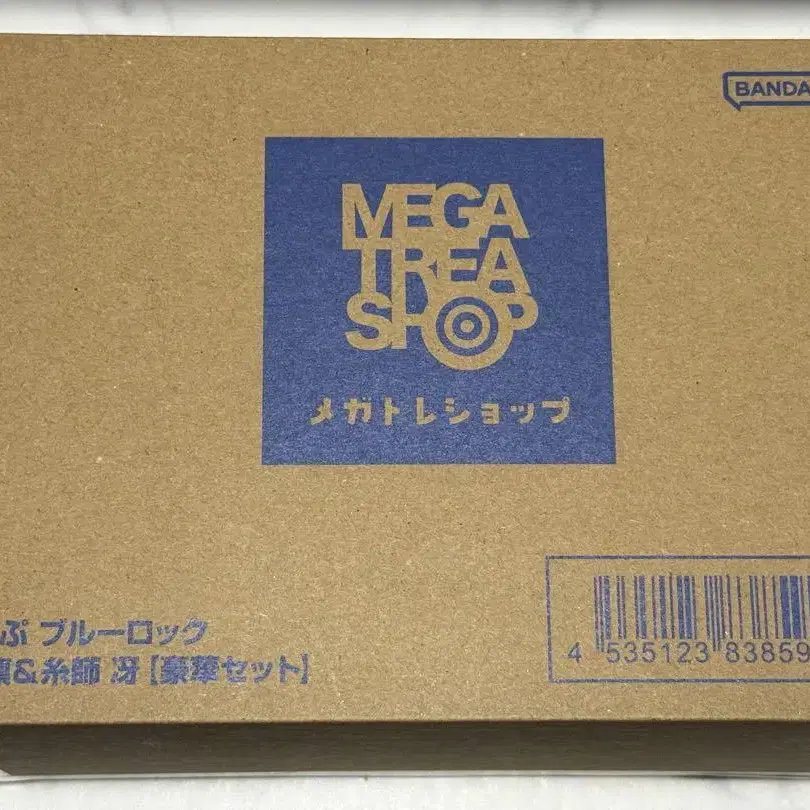 BANDA
MEGA
TREA
SHOP
メガトレショップ
ぷ ブルーロック
凛&糸師 冴【豪華セット】
4 535123 83859